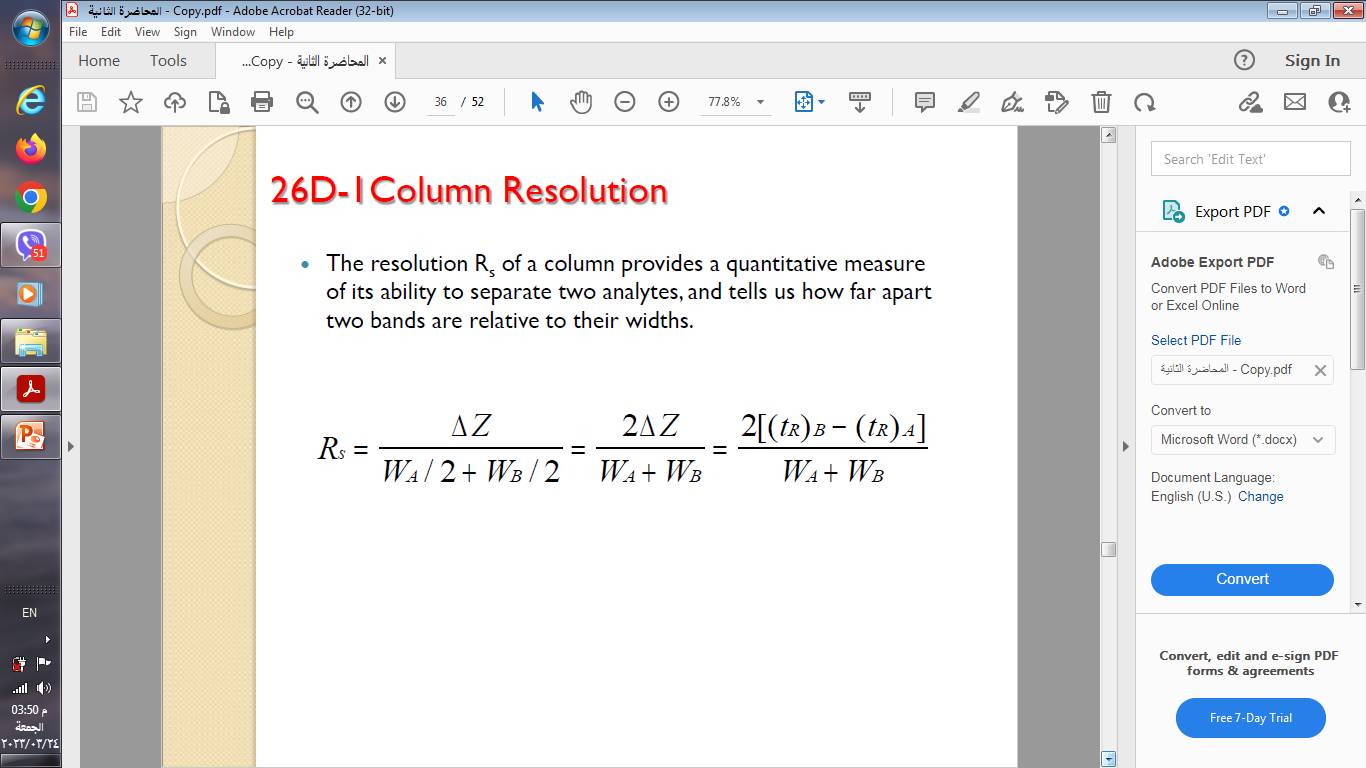 المحاضرة الثانية - Copy.pdf - Adobe Acrobat Reader (32-bit)
File Edit View Sign Window Help
Home Tools المحاضرة الثانية - Copy... × Sign In
36 / 52 77.8%
26D-1Column Resolution
• The resolution Rs of a column provides a quantitative measure
of its ability to separate two analytes, and tells us how far apart
two bands are relative to their widths.
Rs = ΔZ / (WA / 2 + WB / 2) = 2ΔZ / (WA + WB) = 2[(tR)B − (tR)A] / (WA + WB)
Search 'Edit Text'
Export PDF
Adobe Export PDF
Convert PDF Files to Word
or Excel Online
Select PDF File
المحاضرة الثانية - Copy.pdf
Convert to
Microsoft Word (*.docx)
Document Language:
English (U.S.) Change
Convert
Convert, edit and e-sign PDF
forms & agreements
Free 7-Day Trial
51
EN
03:50 م
الجمعة
٢٠٢٣/٠٣/٢٤